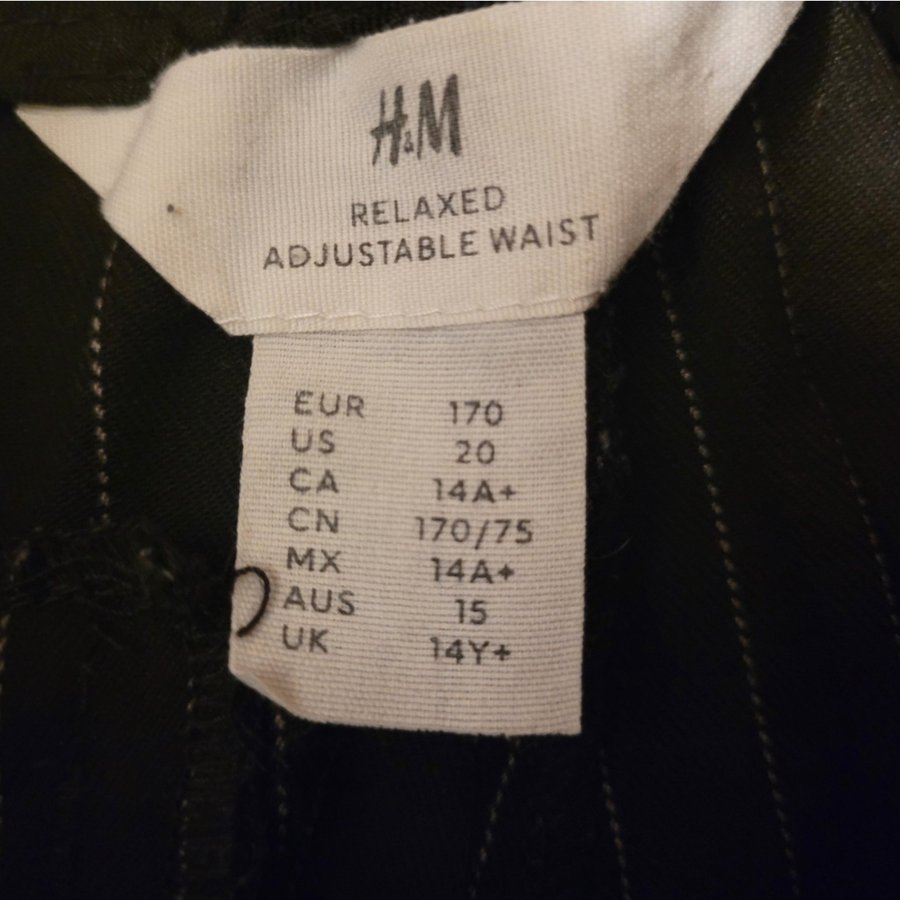 H&M
RELAXED
ADJUSTABLE WAIST
EUR 170
US 20
CA 14A+
CN 170/75
MX 14A+
AUS 15
UK 14Y+